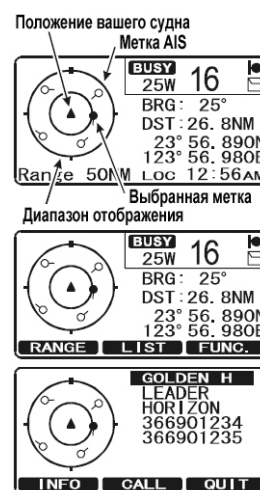 Положение вашего судна
Метка AIS
BUSY
25W 16
BRG: 25°
DST:26. 8NM
23°56. 890N
123°56. 980E
Range 50NM LOC 12:56AM
Выбранная метка
Диапазон отображения
BUSY
25W 16
BRG: 25°
DST:26. 8NM
23°56. 890N
123°56. 980E
RANGE LIST FUNC.
GOLDEN H
LEADER
HORIZON
366901234
366901235
INFO CALL QUIT